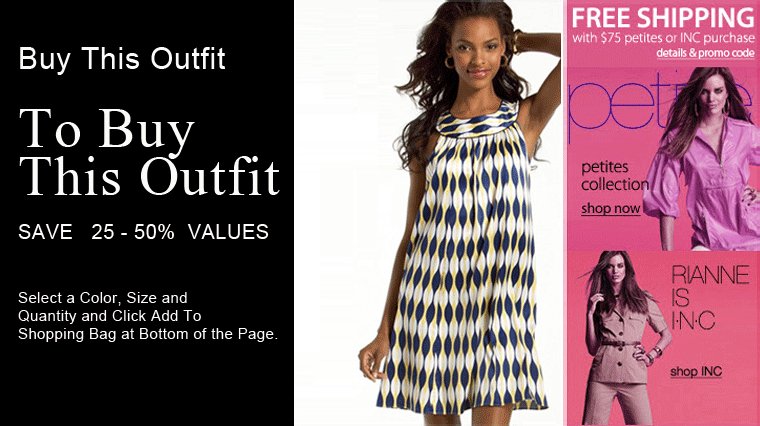 Buy This Outfit
To Buy
This Outfit
SAVE 25 - 50% VALUES
Select a Color, Size and
Quantity and Click Add To
Shopping Bag at Bottom of the Page.
FREE SHIPPING
with $75 petites or INC purchase
details & promo code
petite
petites
collection
shop now
RIANNE
IS
I·N·C
shop INC